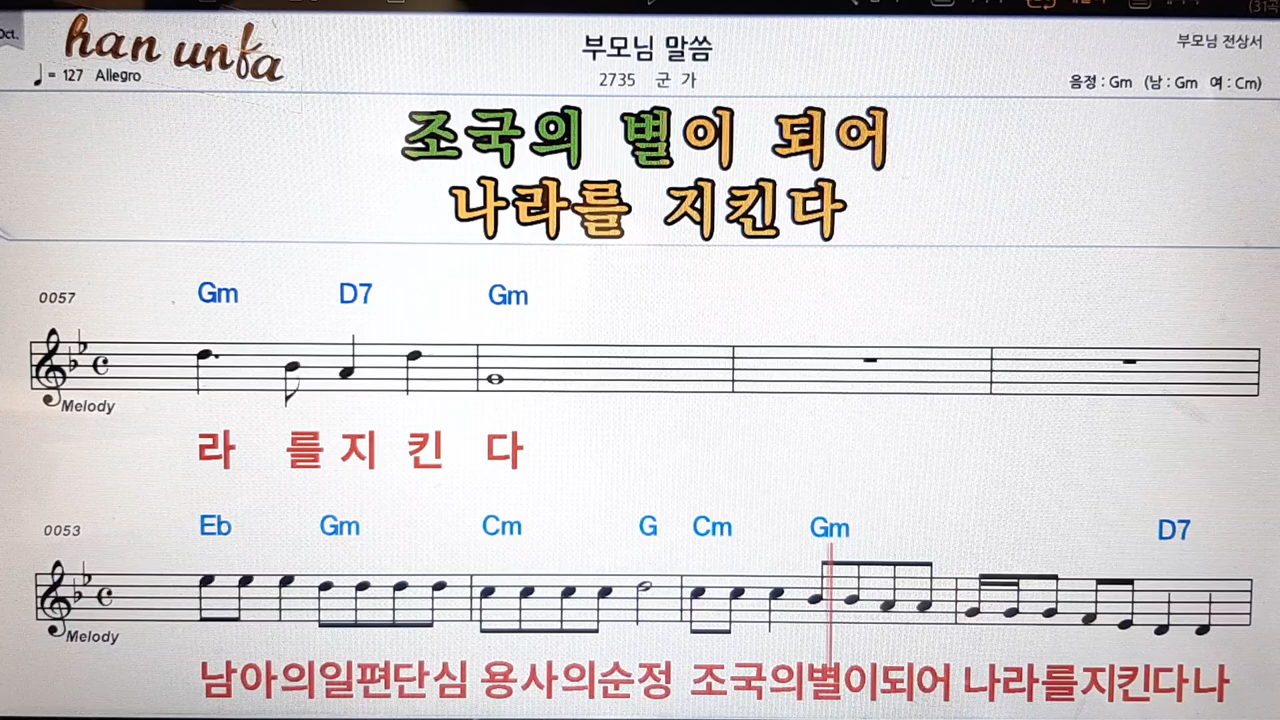 Oct.
(31곡
han unfa
부모님 말씀
부모님 전상서
♩= 127 Allegro
2735 군 가
음정 : Gm (남 : Gm 여 : Cm)
조국의 별이 되어
나라를 지킨다
0057 Gm D7 Gm
Melody
라 를 지 킨 다
0053 Eb Gm Cm G Cm Gm D7
Melody
남아의일편단심 용사의순정 조국의별이되어 나라를지킨다나